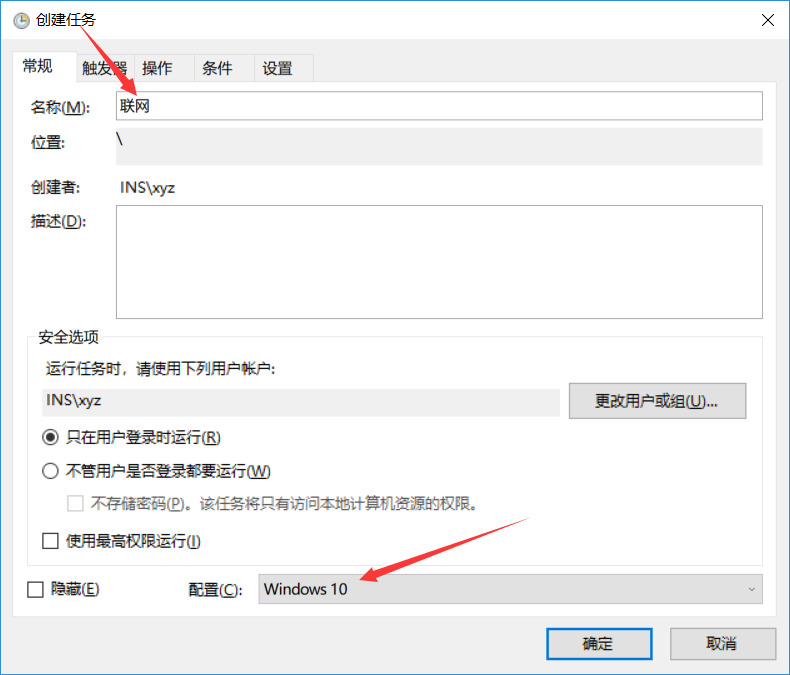 创建任务
常规 触发器 操作 条件 设置
名称(M): 联网
位置: \
创建者: INS\xyz
描述(D):
安全选项
运行任务时，请使用下列用户帐户:
INS\xyz 更改用户或组(U)...
只在用户登录时运行(R)
不管用户是否登录都要运行(W)
不存储密码(P)。该任务将只有访问本地计算机资源的权限。
使用最高权限运行(I)
隐藏(E) 配置(C): Windows 10
确定 取消